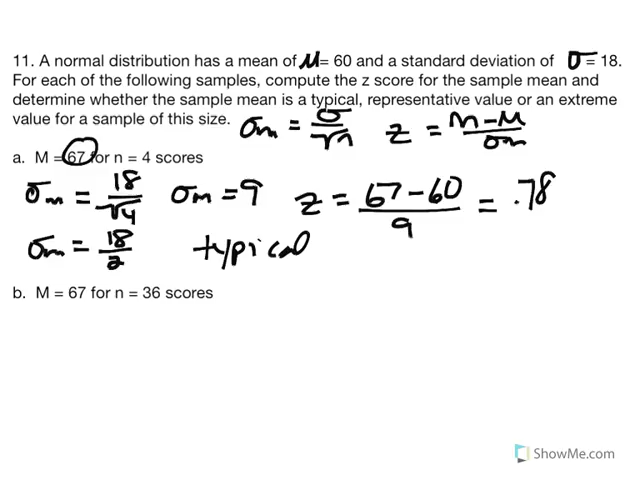 11. A normal distribution has a mean of μ= 60 and a standard deviation of σ = 18.
For each of the following samples, compute the z score for the sample mean and
determine whether the sample mean is a typical, representative value or an extreme
value for a sample of this size. σm = σ/√n z = M-μ/σm
a. M = 67 for n = 4 scores
σm = 18/√4 σm = 9 z = 67-60/9 = .78
σm = 18/2 typical
b. M = 67 for n = 36 scores
ShowMe.com